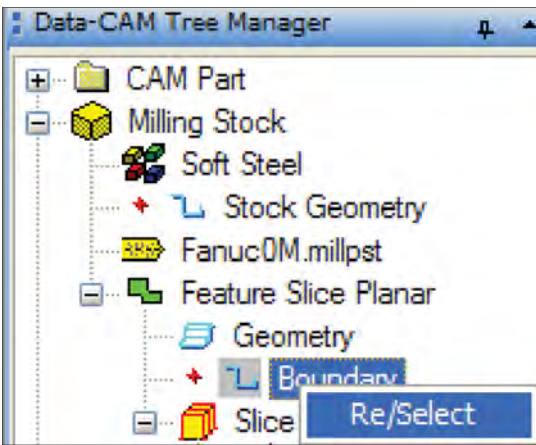 Data-CAM Tree Manager
CAM Part
Milling Stock
Soft Steel
Stock Geometry
Fanuc0M.millpst
Feature Slice Planar
Geometry
Boundary
Re/Select
Slice